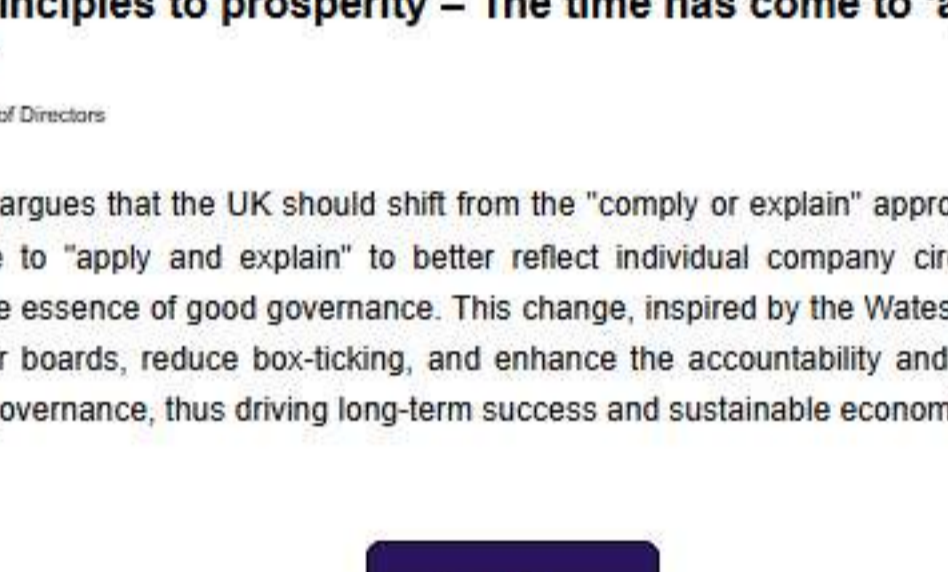 inciples to prosperity – The time has come to 'a
of Directors
argues that the UK should shift from the "comply or explain" appro
e to "apply and explain" to better reflect individual company cir
e essence of good governance. This change, inspired by the Wates
r boards, reduce box-ticking, and enhance the accountability and
overnance, thus driving long-term success and sustainable econom